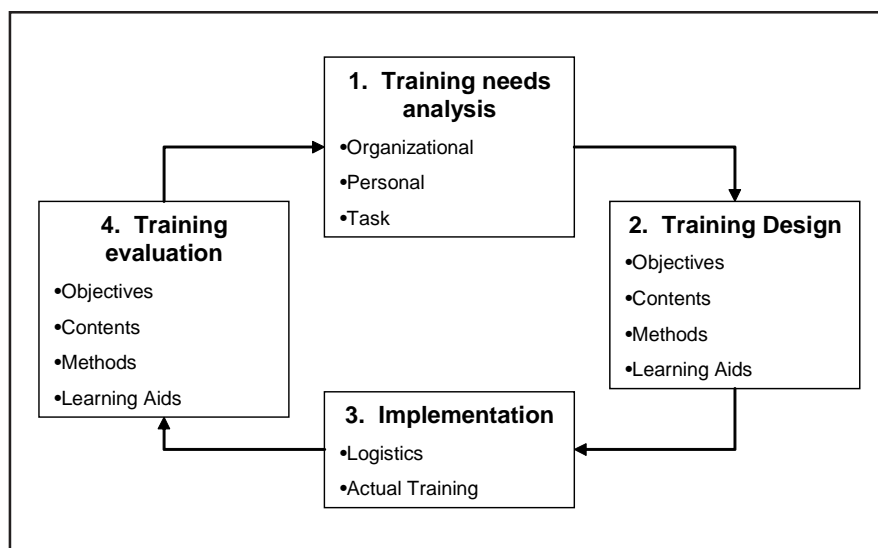 1. Training needs
analysis
•Organizational
•Personal
•Task
2. Training Design
•Objectives
•Contents
•Methods
•Learning Aids
3. Implementation
•Logistics
•Actual Training
4. Training
evaluation
•Objectives
•Contents
•Methods
•Learning Aids